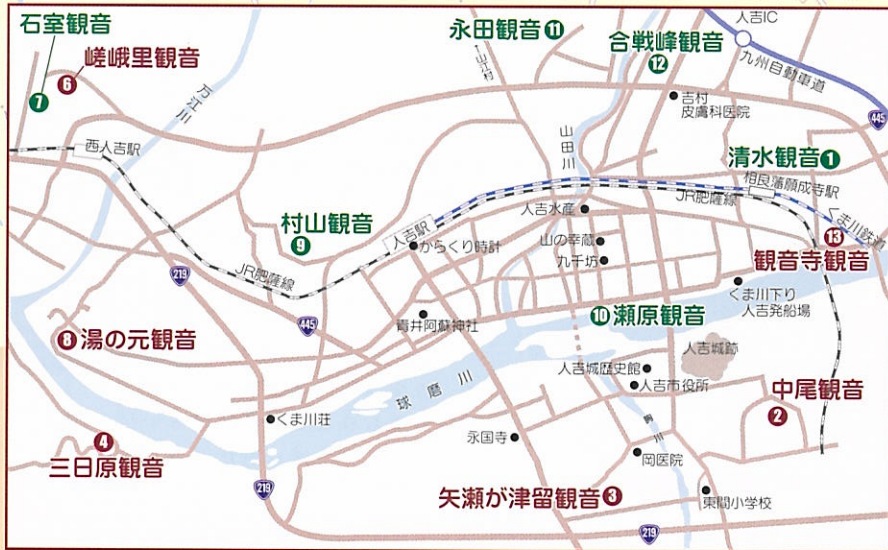 石室観音
7
嵯峨里観音
6
万江川
永田観音 11
←山江村
合戦峰観音
12
人吉IC
九州自動車道
445
吉村
皮膚科医院
山田川
西人吉駅
清水観音 1
相良藩願成寺駅
JR肥薩線
くま川鉄道
13
観音寺観音
村山観音
9
人吉駅
からくり時計
人吉水産
山の幸蔵
九千坊
JR肥薩線
219
445
青井阿蘇神社
10 瀬原観音
くま川下り
人吉発船場
8 湯の元観音
人吉城跡
人吉城歴史館
人吉市役所
中尾観音
2
球磨川
くま川荘
4
三日原観音
永国寺
胸川
岡医院
219
矢瀬が津留観音 3
東間小学校
219